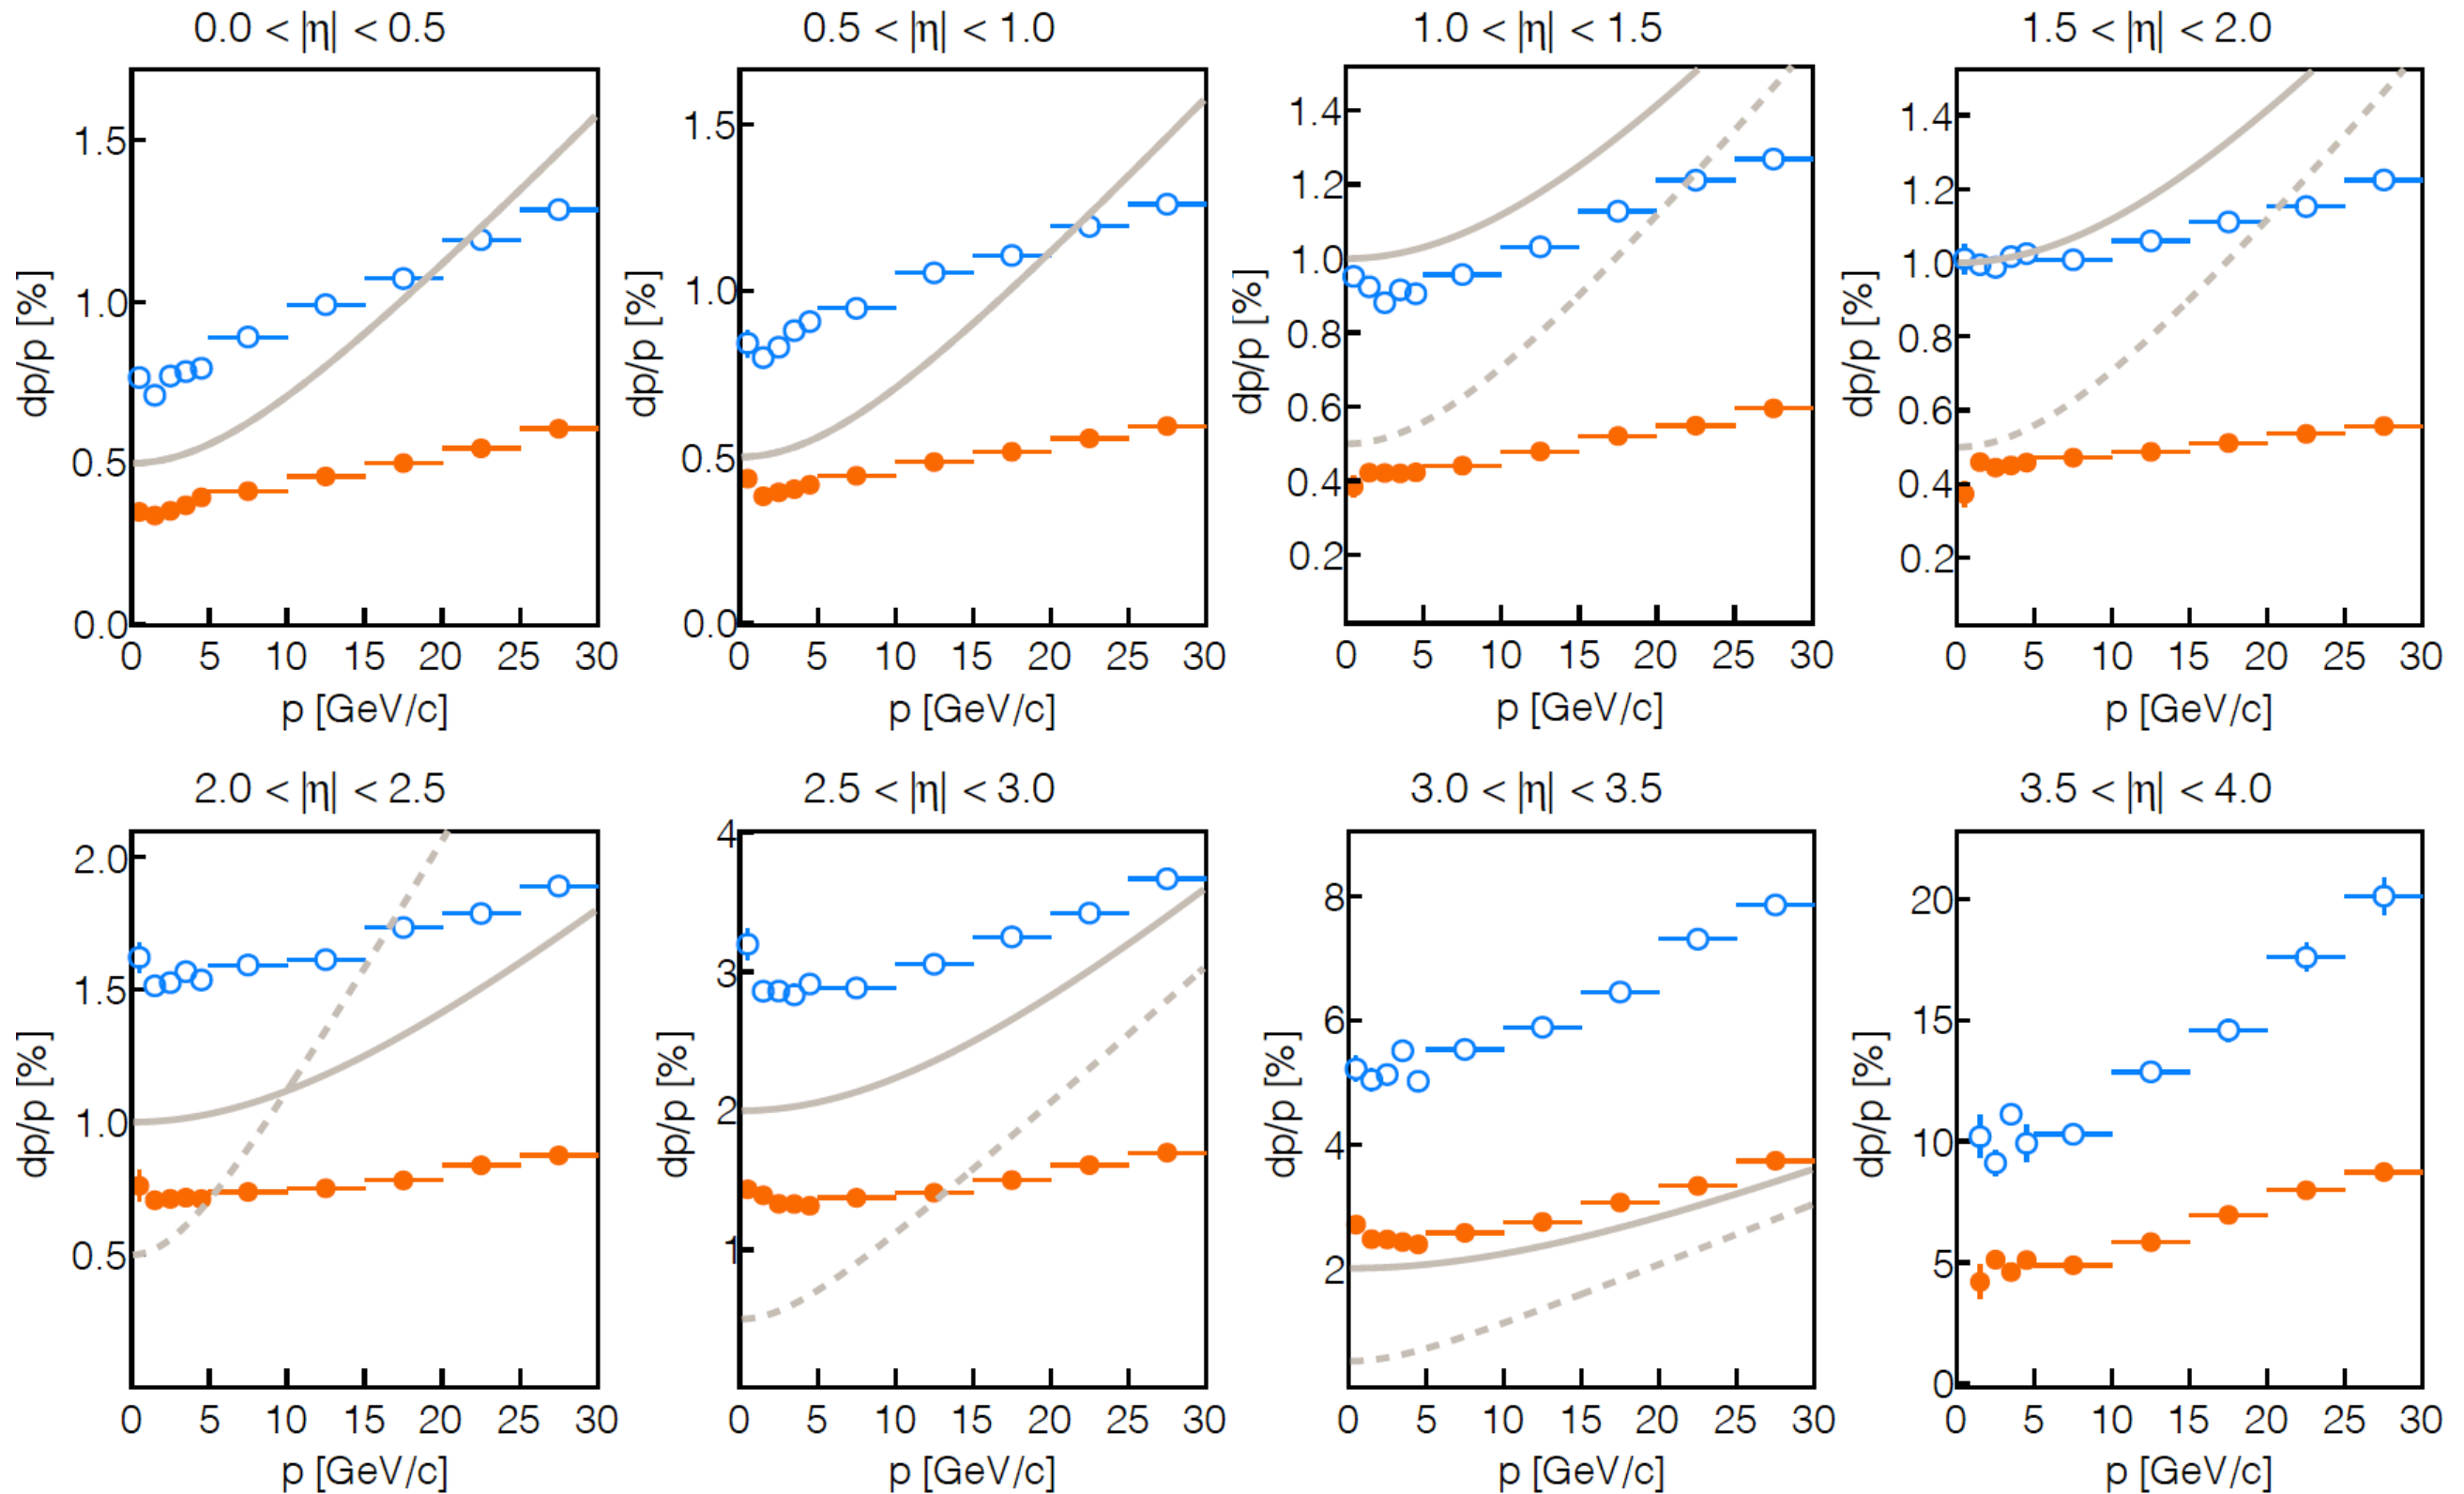 0.0 < |η| < 0.5
0.5 < |η| < 1.0
1.0 < |η| < 1.5
1.5 < |η| < 2.0
dp/p [%]
1.5
1.0
0.5
0.0
0 5 10 15 20 25 30
p [GeV/c]
dp/p [%]
1.5
1.0
0.5
0.0
0 5 10 15 20 25 30
p [GeV/c]
dp/p [%]
1.4
1.2
1.0
0.8
0.6
0.4
0.2
0 5 10 15 20 25 30
p [GeV/c]
dp/p [%]
1.4
1.2
1.0
0.8
0.6
0.4
0.2
0 5 10 15 20 25 30
p [GeV/c]
2.0 < |η| < 2.5
2.5 < |η| < 3.0
3.0 < |η| < 3.5
3.5 < |η| < 4.0
dp/p [%]
2.0
1.5
1.0
0.5
0 5 10 15 20 25 30
p [GeV/c]
dp/p [%]
4
3
2
1
0 5 10 15 20 25 30
p [GeV/c]
dp/p [%]
8
6
4
2
0 5 10 15 20 25 30
p [GeV/c]
dp/p [%]
20
15
10
5
0
0 5 10 15 20 25 30
p [GeV/c]